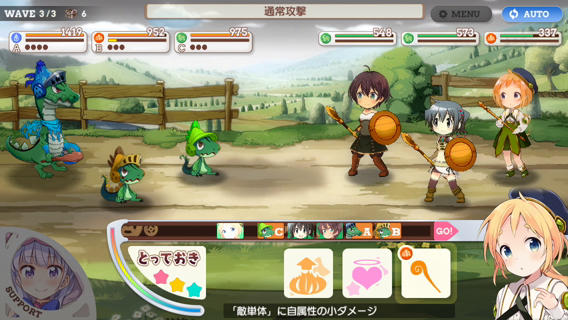 WAVE 3/3 6
通常攻撃
MENU
AUTO
1419
952
975
548
573
337
A
B
C
C
A
B
GO!
とっておき
SUPPORT
「敵単体」に自属性の小ダメージ